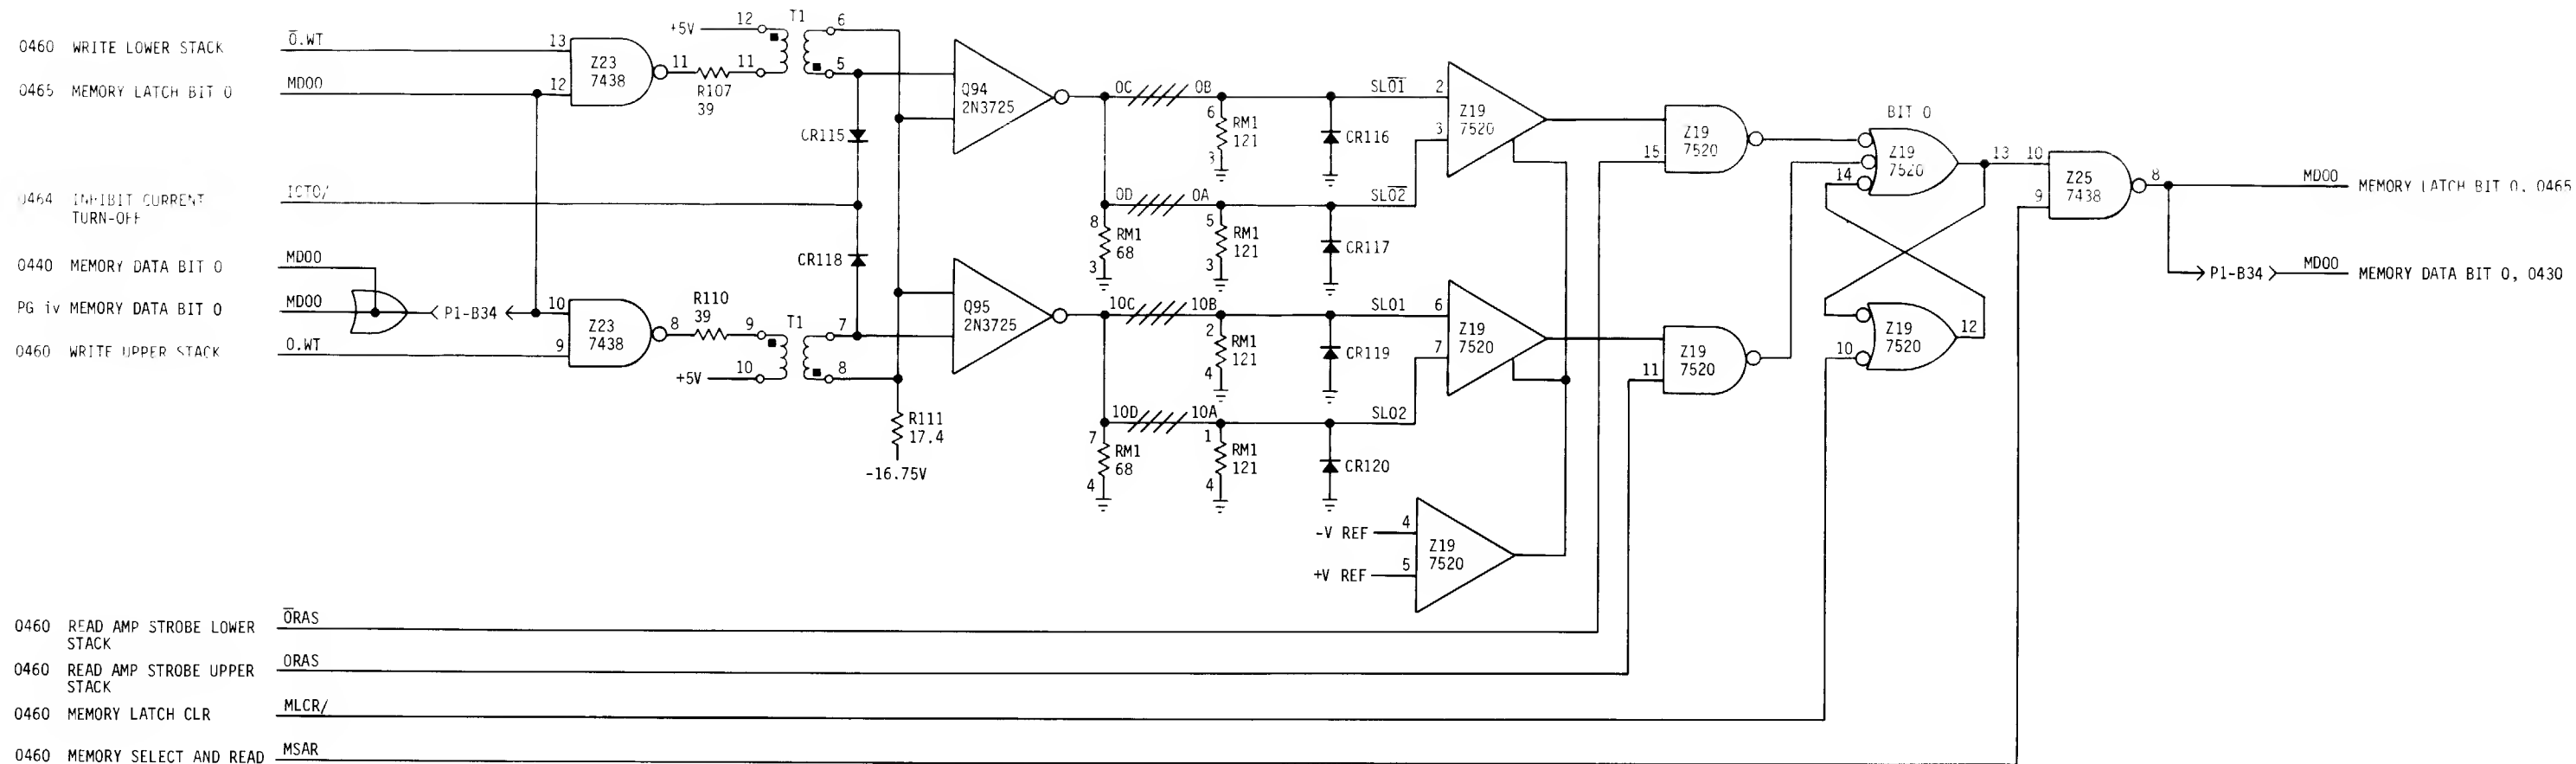 0460 WRITE LOWER STACK O̅.WT
0465 MEMORY LATCH BIT 0 MD00
0464 INHIBIT CURRENT TURN-OFF ICTO/
0440 MEMORY DATA BIT 0 MD00
PG iv MEMORY DATA BIT 0 MD00
0460 WRITE UPPER STACK O.WT
0460 READ AMP STROBE LOWER STACK O̅RAS
0460 READ AMP STROBE UPPER STACK ORAS
0460 MEMORY LATCH CLR MLCR/
0460 MEMORY SELECT AND READ MSAR
13
12
Z23
7438
11
R107
39
+5V
12
11
T1
6
5
CR115
CR118
P1-B34
10
9
Z23
7438
8
R110
39
9
10
+5V
T1
7
8
R111
17.4
-16.75V
Q94
2N3725
Q95
2N3725
0C
0B
6
RM1
121
3
CR116
SL0̅1̅
0D
0A
8
RM1
68
3
5
RM1
121
3
CR117
SL0̅2̅
10C
10B
2
RM1
121
4
CR119
SL01
10D
10A
7
RM1
68
4
1
RM1
121
4
CR120
SL02
2
3
Z19
7520
6
7
Z19
7520
-V REF
+V REF
4
5
Z19
7520
15
Z19
7520
11
Z19
7520
BIT 0
14
Z19
7520
13
10
Z19
7520
12
10
9
Z25
7438
8
MD00 MEMORY LATCH BIT 0, 0465
P1-B34 MD00 MEMORY DATA BIT 0, 0430